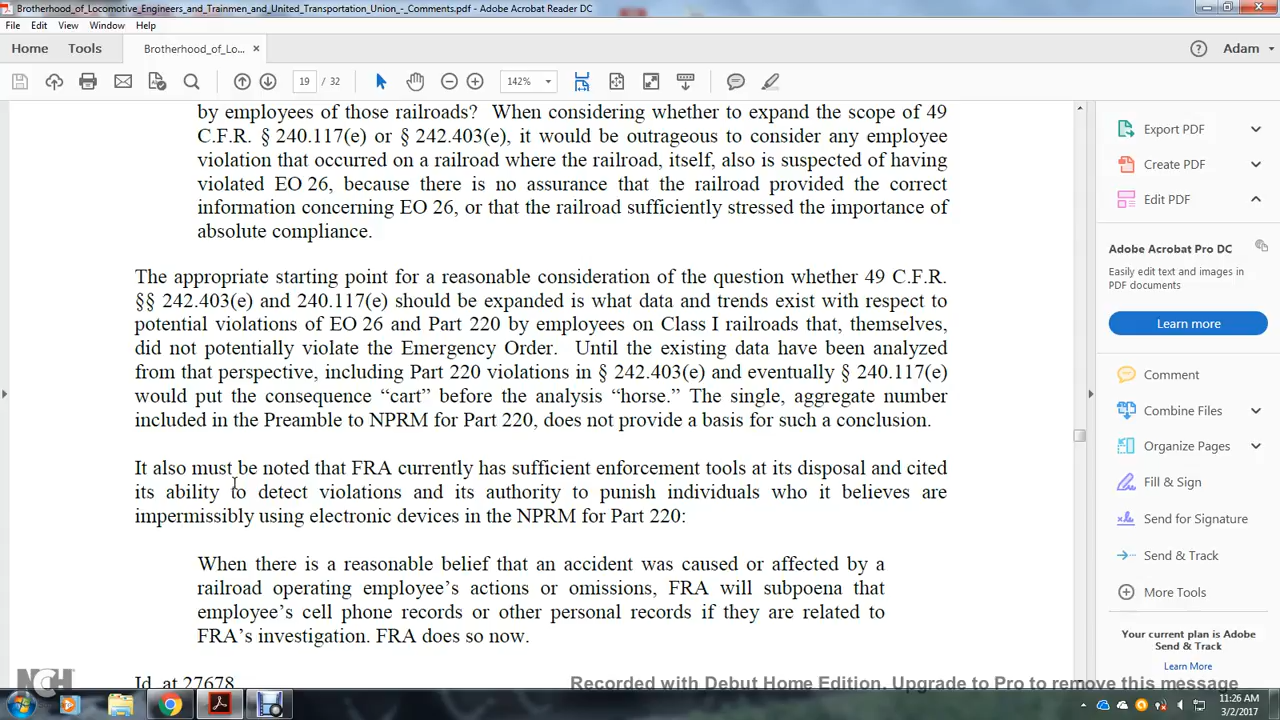 Brotherhood_of_Locomotive_Engineers_and_Trainmen_and_United_Transportation_Union_-_Comments.pdf - Adobe Acrobat Reader DC
File Edit View Window Help
Home Tools Brotherhood_of_Lo... × Adam
19 / 32 142%
by employees of those railroads? When considering whether to expand the scope of 49
C.F.R. § 240.117(e) or § 242.403(e), it would be outrageous to consider any employee
violation that occurred on a railroad where the railroad, itself, also is suspected of having
violated EO 26, because there is no assurance that the railroad provided the correct
information concerning EO 26, or that the railroad sufficiently stressed the importance of
absolute compliance.
The appropriate starting point for a reasonable consideration of the question whether 49 C.F.R.
§§ 242.403(e) and 240.117(e) should be expanded is what data and trends exist with respect to
potential violations of EO 26 and Part 220 by employees on Class I railroads that, themselves,
did not potentially violate the Emergency Order. Until the existing data have been analyzed
from that perspective, including Part 220 violations in § 242.403(e) and eventually § 240.117(e)
would put the consequence “cart” before the analysis “horse.” The single, aggregate number
included in the Preamble to NPRM for Part 220, does not provide a basis for such a conclusion.
It also must be noted that FRA currently has sufficient enforcement tools at its disposal and cited
its ability to detect violations and its authority to punish individuals who it believes are
impermissibly using electronic devices in the NPRM for Part 220:
When there is a reasonable belief that an accident was caused or affected by a
railroad operating employee’s actions or omissions, FRA will subpoena that
employee’s cell phone records or other personal records if they are related to
FRA’s investigation. FRA does so now.
Id. at 27678
Export PDF
Create PDF
Edit PDF
Adobe Acrobat Pro DC
Easily edit text and images in
PDF documents
Learn more
Comment
Combine Files
Organize Pages
Fill & Sign
Send for Signature
Send & Track
More Tools
Your current plan is Adobe
Send & Track
Learn More
NCH
Recorded with Debut Home Edition. Upgrade to Pro to remove this message
11:26 AM
3/2/2017